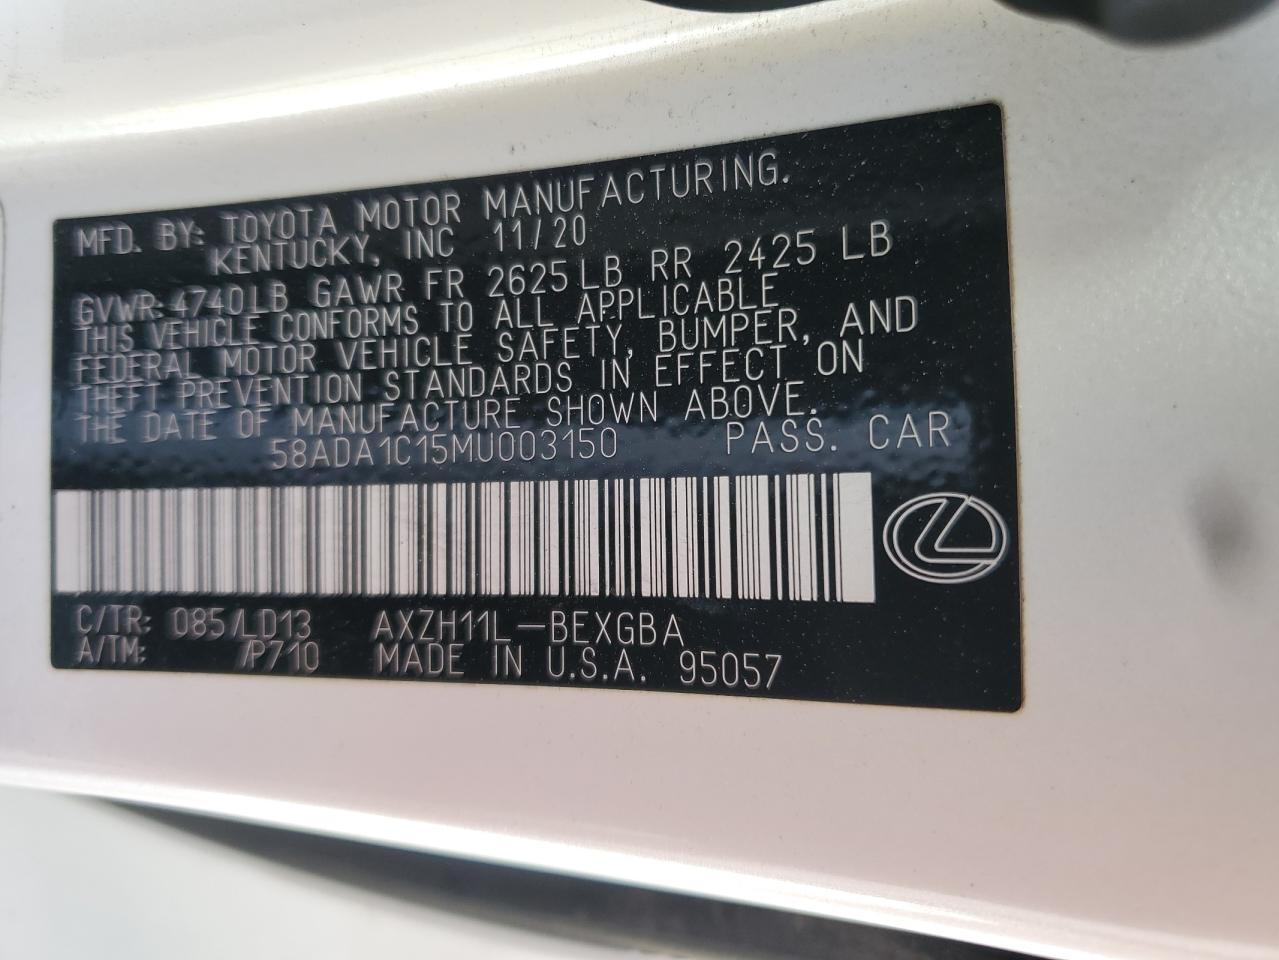 MFD. BY: TOYOTA MOTOR MANUFACTURING.
KENTUCKY, INC 11/20
GVWR: 4740LB GAWR FR 2625 LB RR 2425 LB
THIS VEHICLE CONFORMS TO ALL APPLICABLE
FEDERAL MOTOR VEHICLE SAFETY, BUMPER, AND
THEFT PREVENTION STANDARDS IN EFFECT ON
THE DATE OF MANUFACTURE SHOWN ABOVE.
58ADA1C15MU003150 PASS. CAR
C/TR: 085/LD13 AXZH11L-BEXGBA
A/TM: /P710 MADE IN U.S.A. 95057